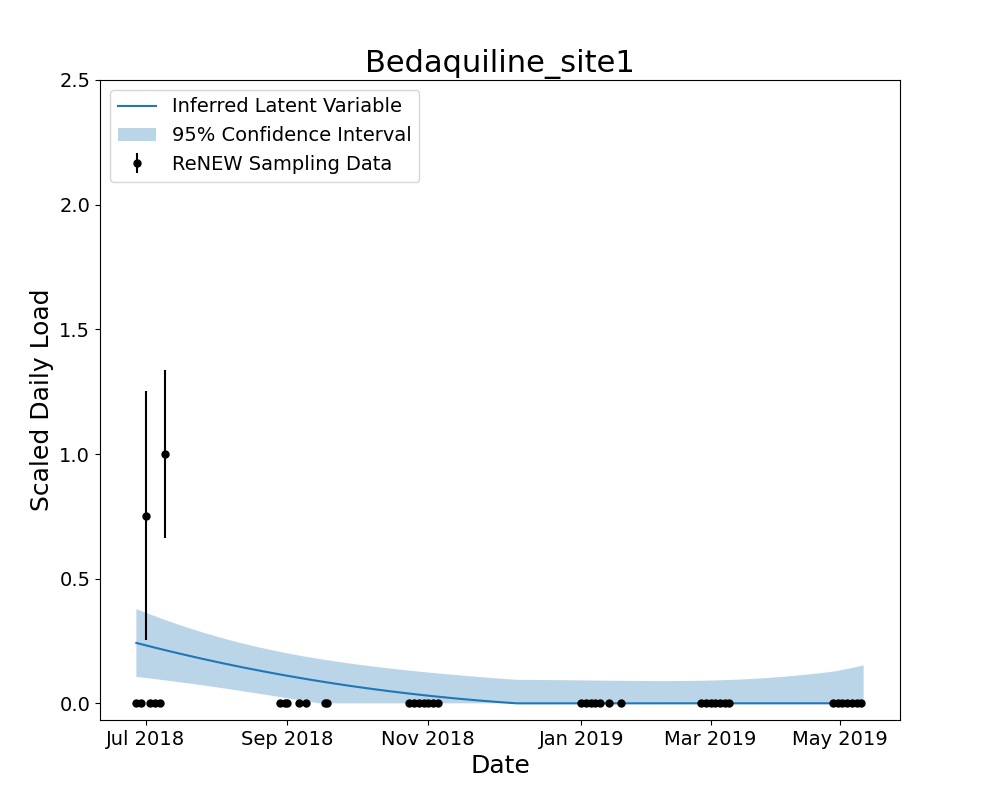 Bedaquiline_site1
Inferred Latent Variable
95% Confidence Interval
ReNEW Sampling Data
2.5
2.0
1.5
1.0
0.5
0.0
Scaled Daily Load
Jul 2018 Sep 2018 Nov 2018 Jan 2019 Mar 2019 May 2019
Date